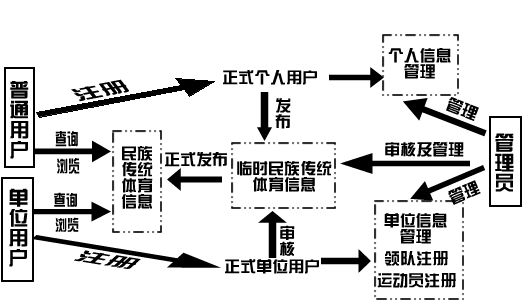 普通用户
注册
正式个人用户
个人信息
管理
管理
发布
查询
浏览
民族
传统
体育
信息
正式发布
临时民族传统
体育信息
审核及管理
管理员
单位用户
查询
浏览
注册
审核
正式单位用户
管理
单位信息
管理
领队注册
运动员注册